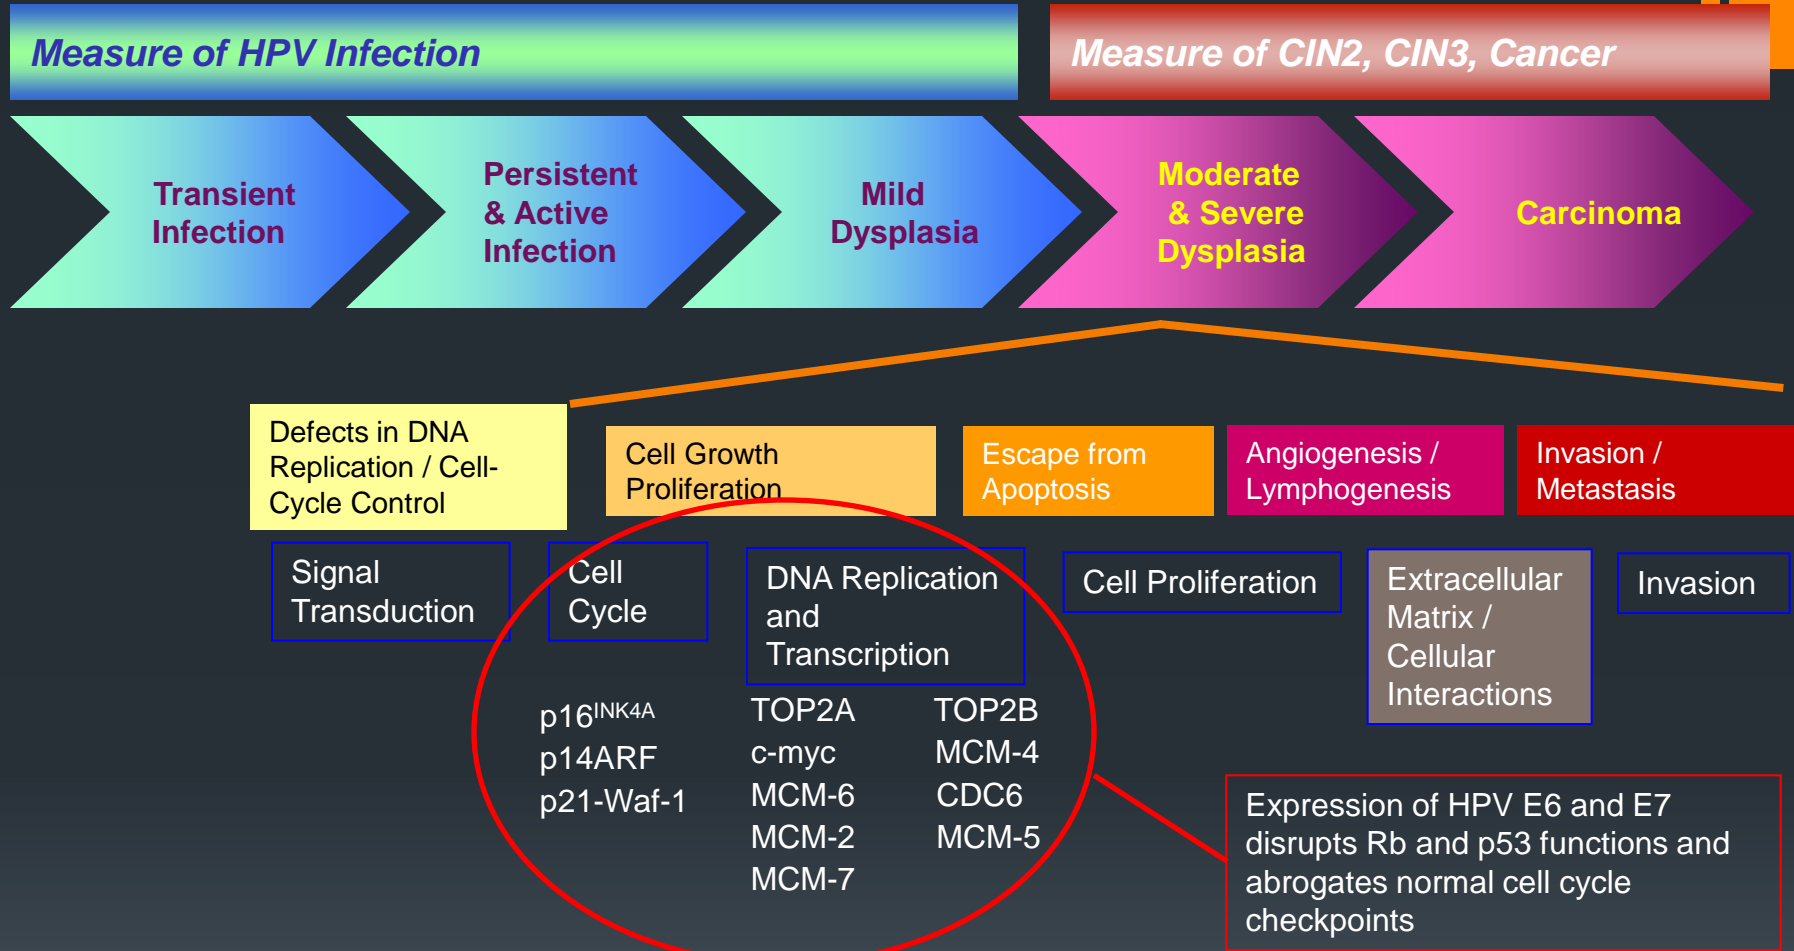 Measure of HPV Infection
Measure of CIN2, CIN3, Cancer
Transient
Infection
Persistent
& Active
Infection
Mild
Dysplasia
Moderate
& Severe
Dysplasia
Carcinoma
Defects in DNA
Replication / Cell-
Cycle Control
Cell Growth
Proliferation
Escape from
Apoptosis
Angiogenesis /
Lymphogenesis
Invasion /
Metastasis
Signal
Transduction
Cell
Cycle
DNA Replication
and
Transcription
Cell Proliferation
Extracellular
Matrix /
Cellular
Interactions
Invasion
p16INK4A
p14ARF
p21-Waf-1
TOP2A
c-myc
MCM-6
MCM-2
MCM-7
TOP2B
MCM-4
CDC6
MCM-5
Expression of HPV E6 and E7
disrupts Rb and p53 functions and
abrogates normal cell cycle
checkpoints